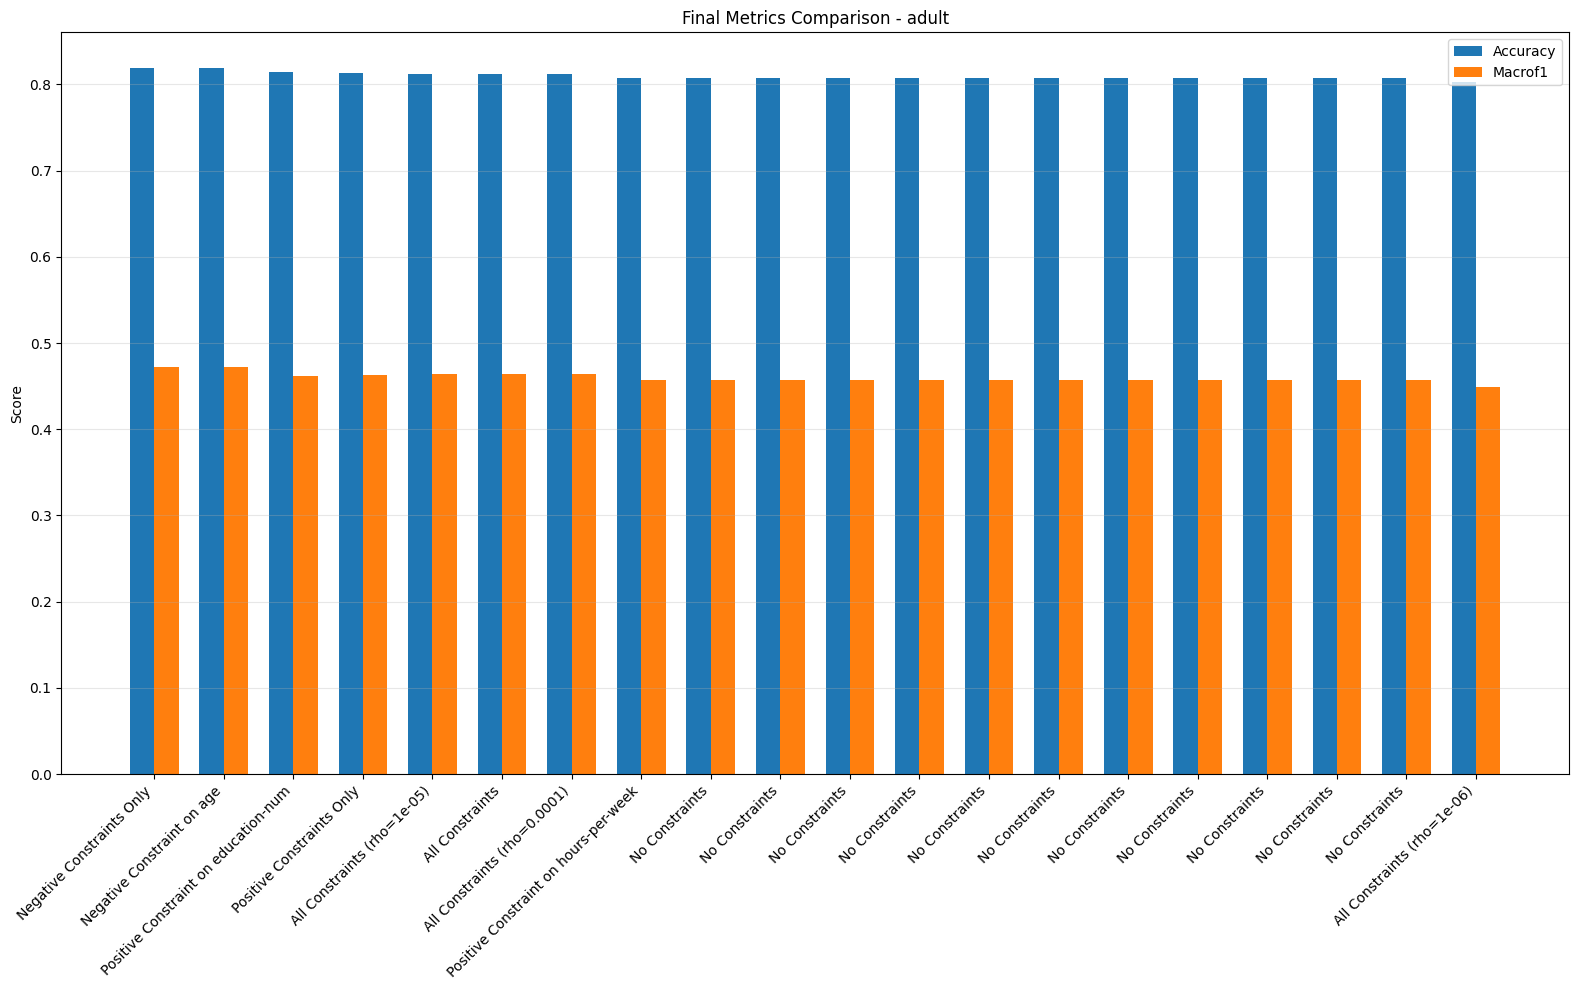 Final Metrics Comparison - adult
Accuracy
Macrof1
Score
0.8
0.7
0.6
0.5
0.4
0.3
0.2
0.1
0.0
Negative Constraints Only
Negative Constraint on age
Positive Constraint on education-num
Positive Constraints Only
All Constraints (rho=1e-05)
All Constraints
All Constraints (rho=0.0001)
Positive Constraint on hours-per-week
No Constraints
No Constraints
No Constraints
No Constraints
No Constraints
No Constraints
No Constraints
No Constraints
No Constraints
No Constraints
No Constraints
All Constraints (rho=1e-06)